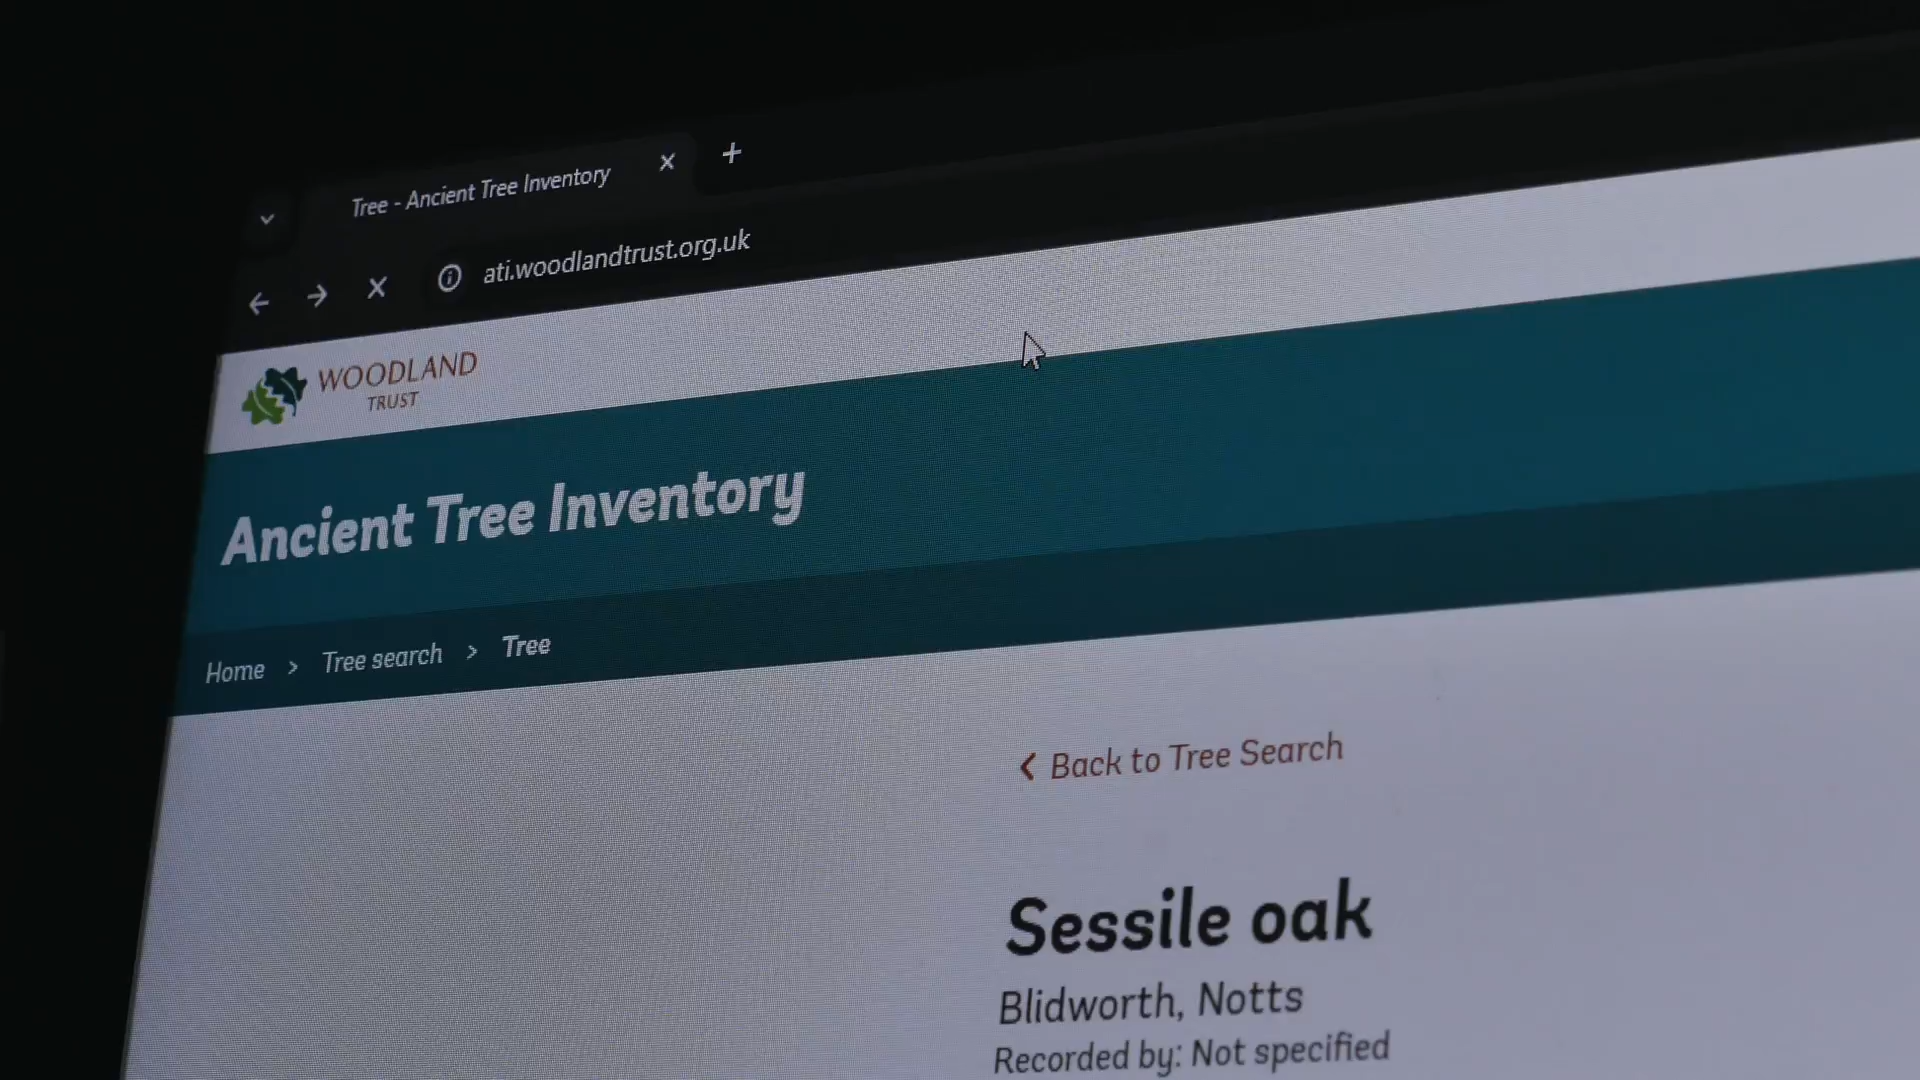 Tree - Ancient Tree Inventory
ati.woodlandtrust.org.uk
WOODLAND
TRUST
Ancient Tree Inventory
Home > Tree search > Tree
Back to Tree Search
Sessile oak
Blidworth, Notts
Recorded by: Not specified